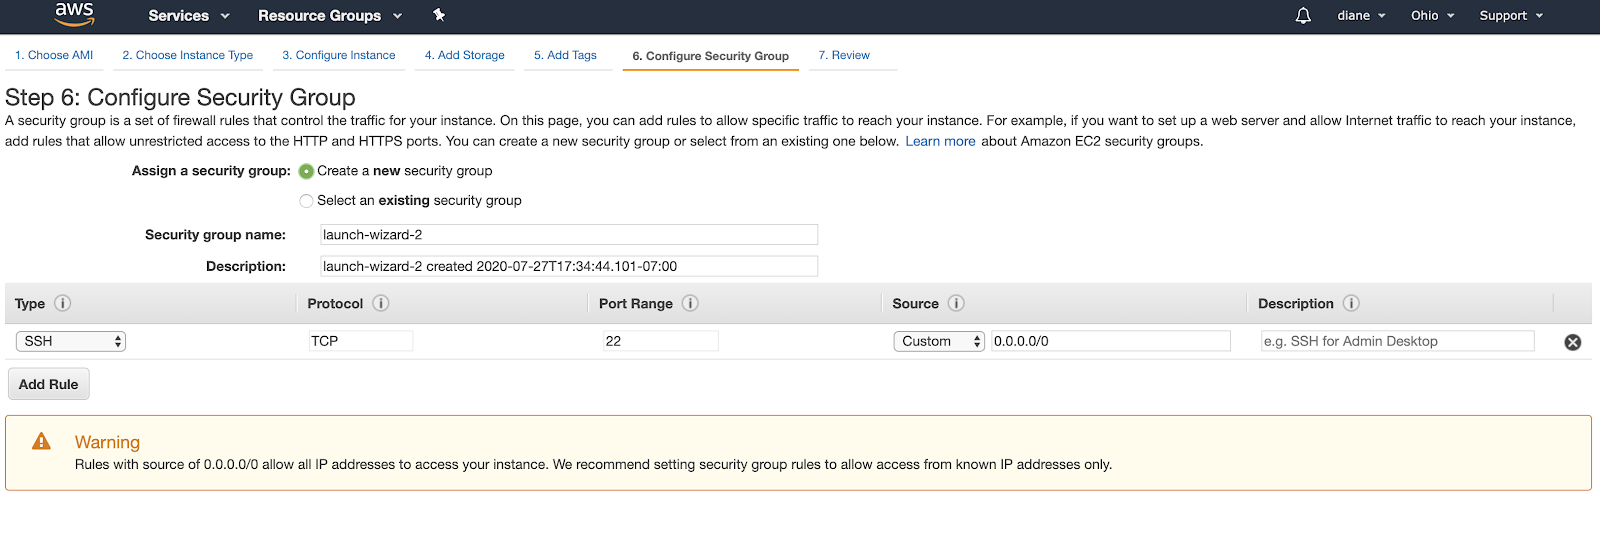 aws Services Resource Groups diane Ohio Support
1. Choose AMI 2. Choose Instance Type 3. Configure Instance 4. Add Storage 5. Add Tags 6. Configure Security Group 7. Review
Step 6: Configure Security Group
A security group is a set of firewall rules that control the traffic for your instance. On this page, you can add rules to allow specific traffic to reach your instance. For example, if you want to set up a web server and allow Internet traffic to reach your instance,
add rules that allow unrestricted access to the HTTP and HTTPS ports. You can create a new security group or select from an existing one below. Learn more about Amazon EC2 security groups.
Assign a security group: Create a new security group
Select an existing security group
Security group name: launch-wizard-2
Description: launch-wizard-2 created 2020-07-27T17:34:44.101-07:00
Type i Protocol i Port Range i Source i Description i
SSH TCP 22 Custom 0.0.0.0/0 e.g. SSH for Admin Desktop
Add Rule
Warning
Rules with source of 0.0.0.0/0 allow all IP addresses to access your instance. We recommend setting security group rules to allow access from known IP addresses only.